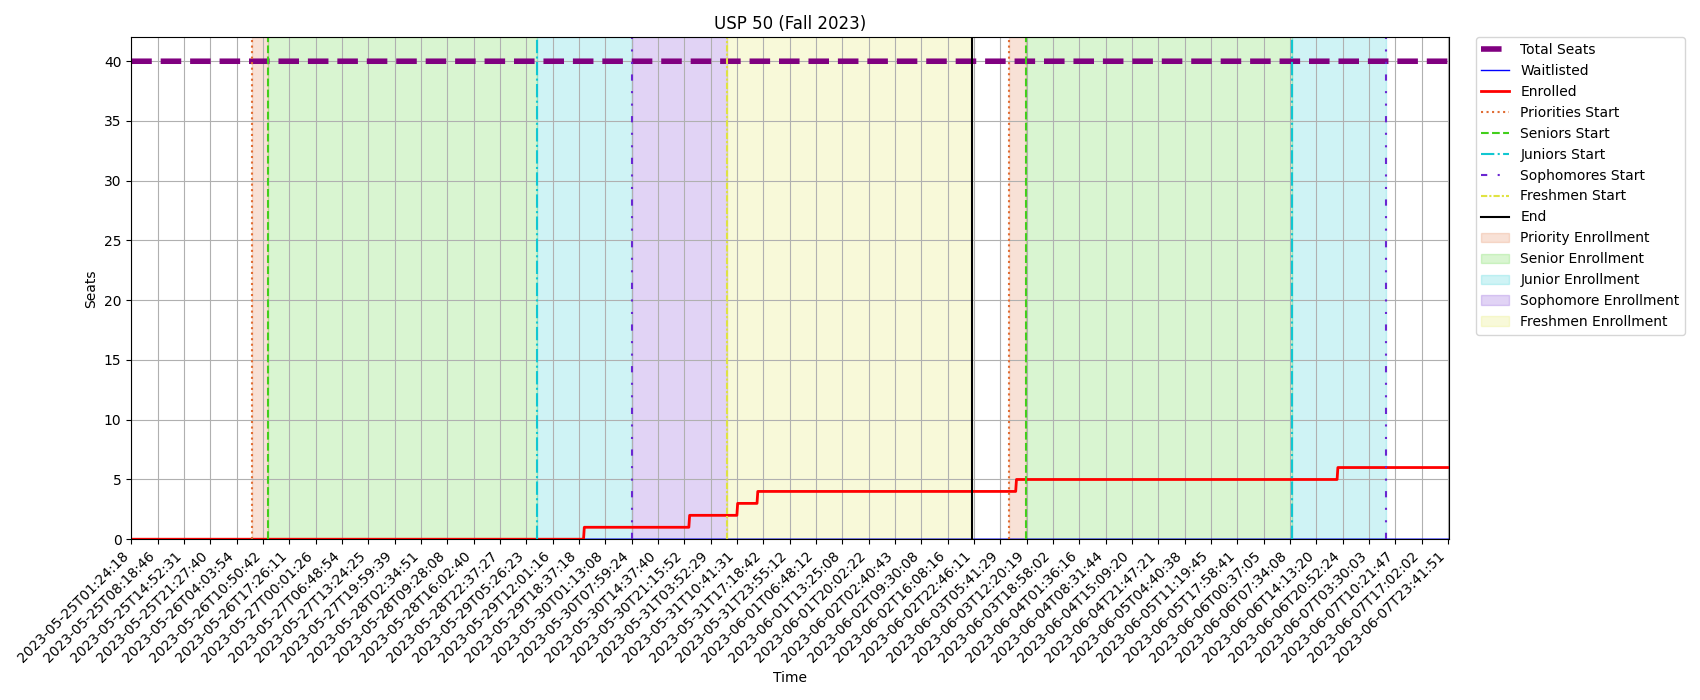 USP 50 (Fall 2023)
Seats
40
35
30
25
20
15
10
5
0
2023-05-25T01:24:18
2023-05-25T08:18:46
2023-05-25T14:52:31
2023-05-25T21:27:40
2023-05-26T04:03:54
2023-05-26T10:50:42
2023-05-26T17:26:11
2023-05-27T00:01:26
2023-05-27T06:48:54
2023-05-27T13:24:25
2023-05-27T19:59:39
2023-05-28T02:34:51
2023-05-28T09:28:08
2023-05-28T16:02:40
2023-05-28T22:37:27
2023-05-29T05:26:23
2023-05-29T12:01:16
2023-05-29T18:37:18
2023-05-30T01:13:08
2023-05-30T07:59:24
2023-05-30T14:37:40
2023-05-30T21:15:52
2023-05-31T03:52:29
2023-05-31T10:41:31
2023-05-31T17:18:42
2023-05-31T23:55:12
2023-06-01T06:48:12
2023-06-01T13:25:08
2023-06-01T20:02:22
2023-06-02T02:40:43
2023-06-02T09:30:08
2023-06-02T16:08:16
2023-06-02T22:46:11
2023-06-03T05:41:29
2023-06-03T12:20:19
2023-06-03T18:58:02
2023-06-04T01:36:16
2023-06-04T08:31:44
2023-06-04T15:09:20
2023-06-04T21:47:21
2023-06-05T04:40:38
2023-06-05T11:19:45
2023-06-05T17:58:41
2023-06-06T00:37:05
2023-06-06T07:34:08
2023-06-06T14:13:20
2023-06-06T20:52:24
2023-06-07T03:30:03
2023-06-07T10:21:47
2023-06-07T17:02:02
2023-06-07T23:41:51
Time
Total Seats
Waitlisted
Enrolled
Priorities Start
Seniors Start
Juniors Start
Sophomores Start
Freshmen Start
End
Priority Enrollment
Senior Enrollment
Junior Enrollment
Sophomore Enrollment
Freshmen Enrollment